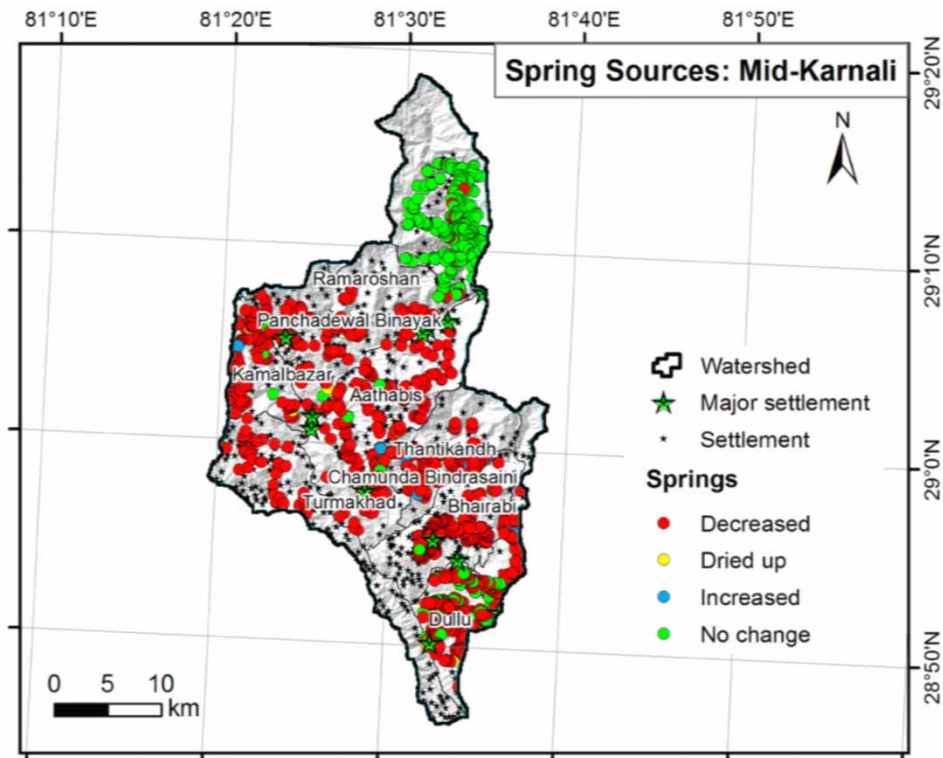 81°10'E 81°20'E 81°30'E 81°40'E 81°50'E
Spring Sources: Mid-Karnali
29°20'N
N
29°10'N
Ramaroshan
Panchadewal Binayak
Kamalbazar
Aathabis
Watershed
Major settlement
Settlement
Thantikandh
29°0'N
Chamunda Bindrasaini
Springs
Turmakhad
Bhairabi
Decreased
Dried up
Increased
Dullu
No change
28°50'N
0 5 10
km